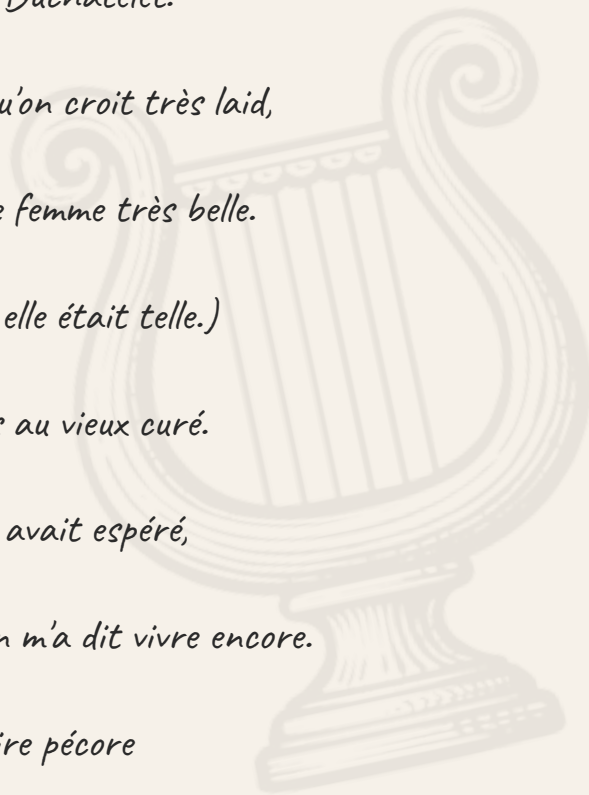 u'on croit très laid,
e femme très belle.
elle était telle.)
s au vieux curé.
avait espéré,
n m'a dit vivre encore.
ire pécore